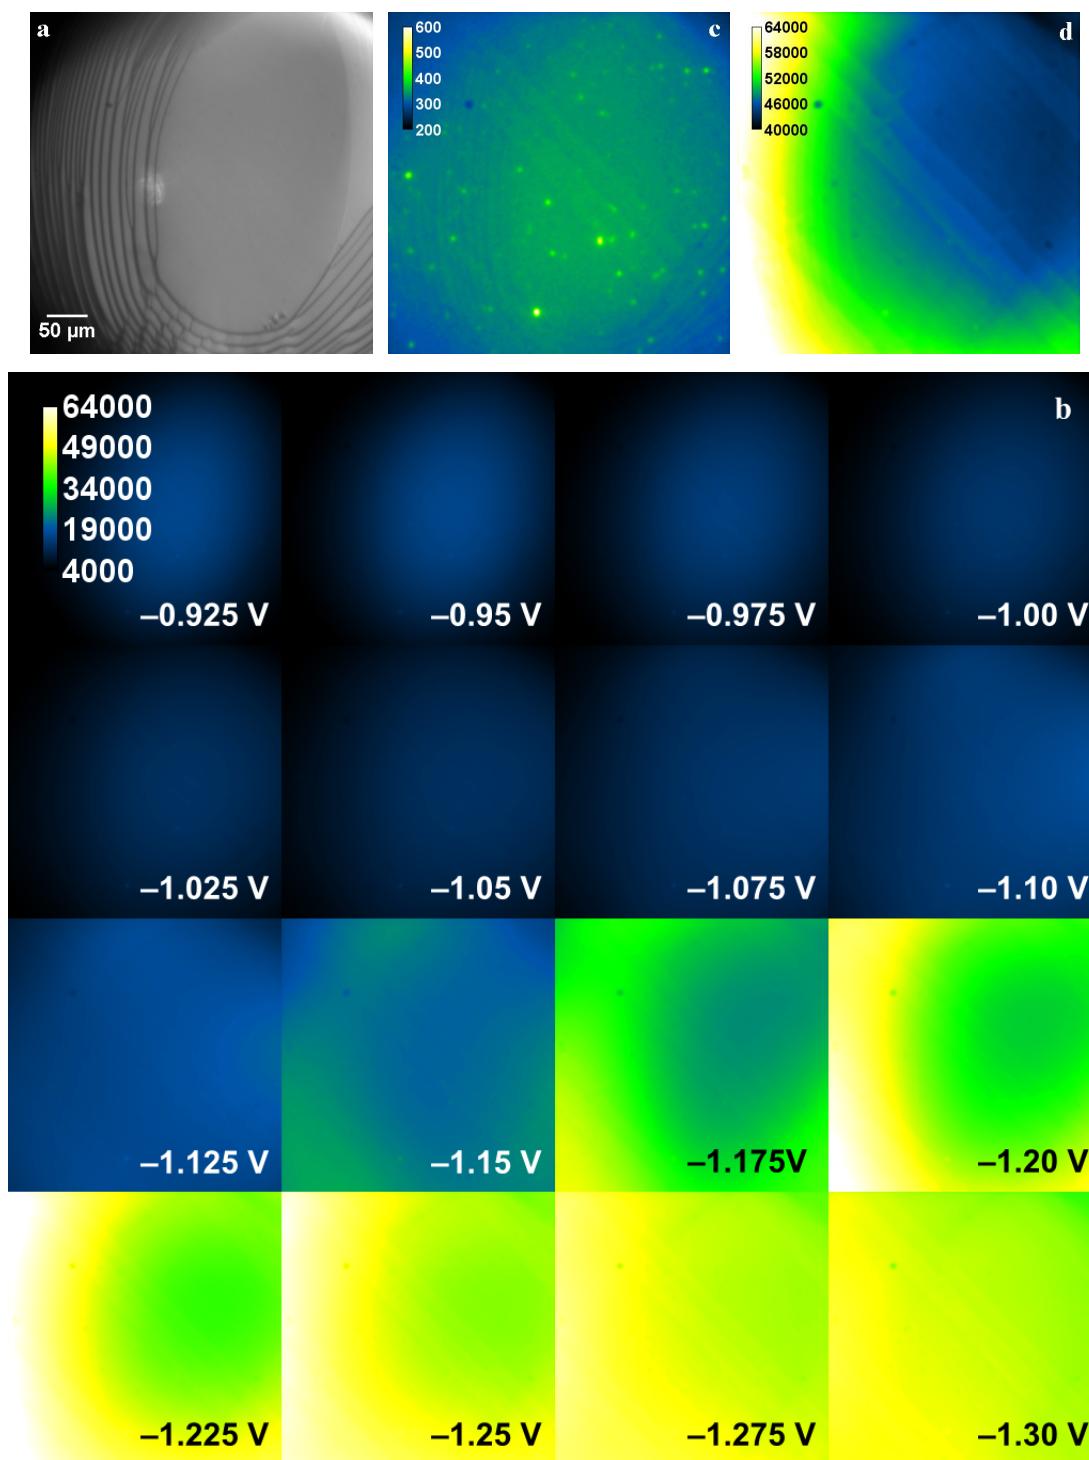 a
50 µm
600
500
400
300
200
c
64000
58000
52000
46000
40000
d
64000
49000
34000
19000
4000
b
–0.925 V
–0.95 V
–0.975 V
–1.00 V
–1.025 V
–1.05 V
–1.075 V
–1.10 V
–1.125 V
–1.15 V
–1.175V
–1.20 V
–1.225 V
–1.25 V
–1.275 V
–1.30 V